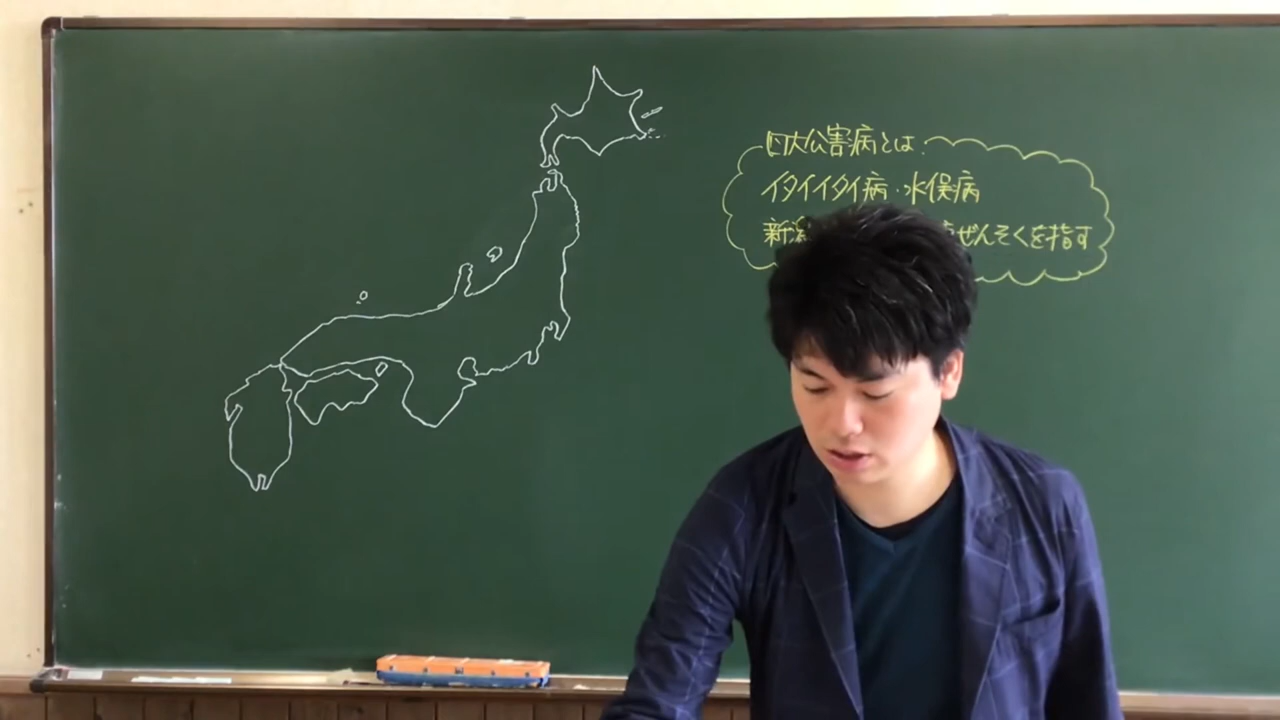 四大公害病とは…
イタイイタイ病・水俣病
新潟 ぜんそくを指す